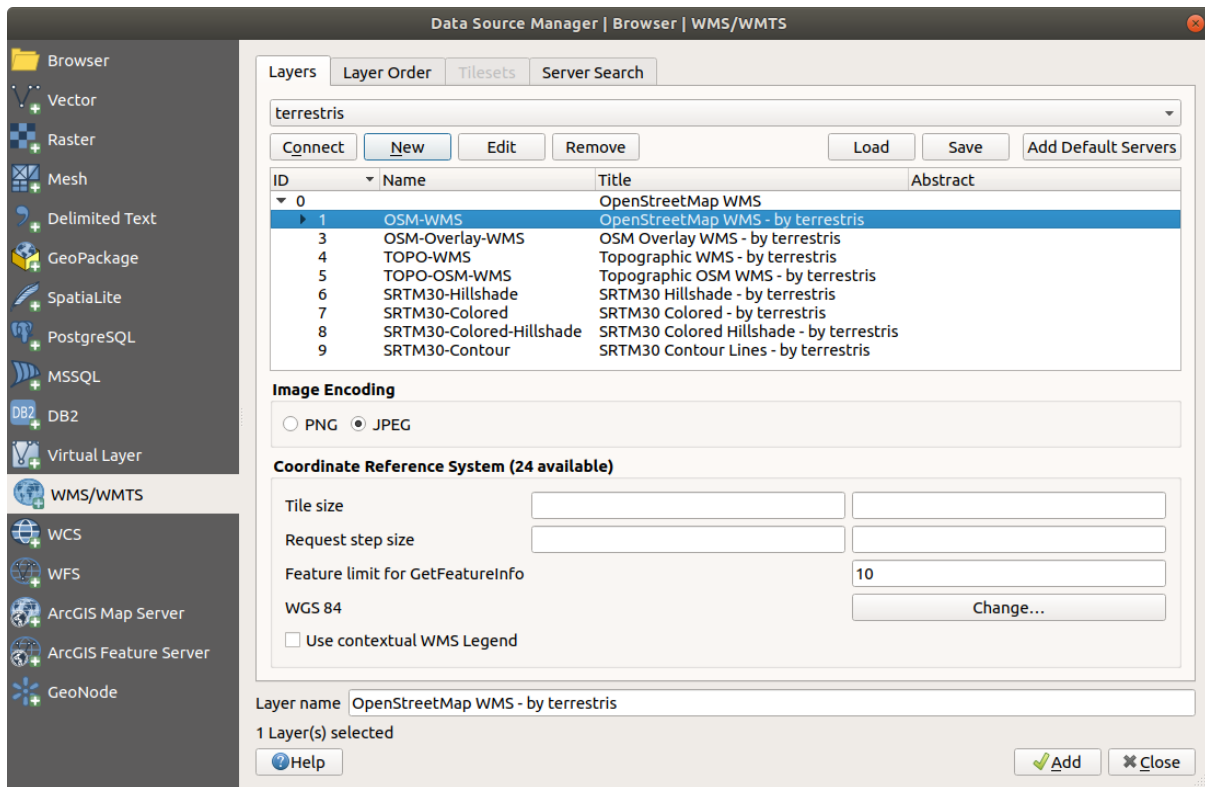 Data Source Manager | Browser | WMS/WMTS
Browser
Vector
Raster
Mesh
Delimited Text
GeoPackage
SpatiaLite
PostgreSQL
MSSQL
DB2 DB2
Virtual Layer
WMS/WMTS
WCS
WFS
ArcGIS Map Server
ArcGIS Feature Server
GeoNode
Layers Layer Order Tilesets Server Search
terrestris
Connect New Edit Remove Load Save Add Default Servers
ID Name Title Abstract
0 OpenStreetMap WMS
1 OSM-WMS OpenStreetMap WMS - by terrestris
3 OSM-Overlay-WMS OSM Overlay WMS - by terrestris
4 TOPO-WMS Topographic WMS - by terrestris
5 TOPO-OSM-WMS Topographic OSM WMS - by terrestris
6 SRTM30-Hillshade SRTM30 Hillshade - by terrestris
7 SRTM30-Colored SRTM30 Colored - by terrestris
8 SRTM30-Colored-Hillshade SRTM30 Colored Hillshade - by terrestris
9 SRTM30-Contour SRTM30 Contour Lines - by terrestris
Image Encoding
PNG JPEG
Coordinate Reference System (24 available)
Tile size
Request step size
Feature limit for GetFeatureInfo 10
WGS 84 Change...
Use contextual WMS Legend
Layer name OpenStreetMap WMS - by terrestris
1 Layer(s) selected
Help Add Close